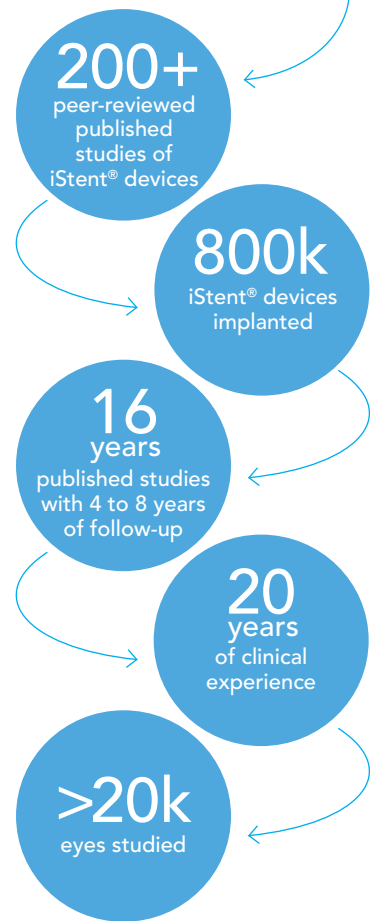 200+
peer-reviewed
published
studies of
iStent® devices
800k
iStent® devices
implanted
16
years
published studies
with 4 to 8 years
of follow-up
20
years
of clinical
experience
>20k
eyes studied